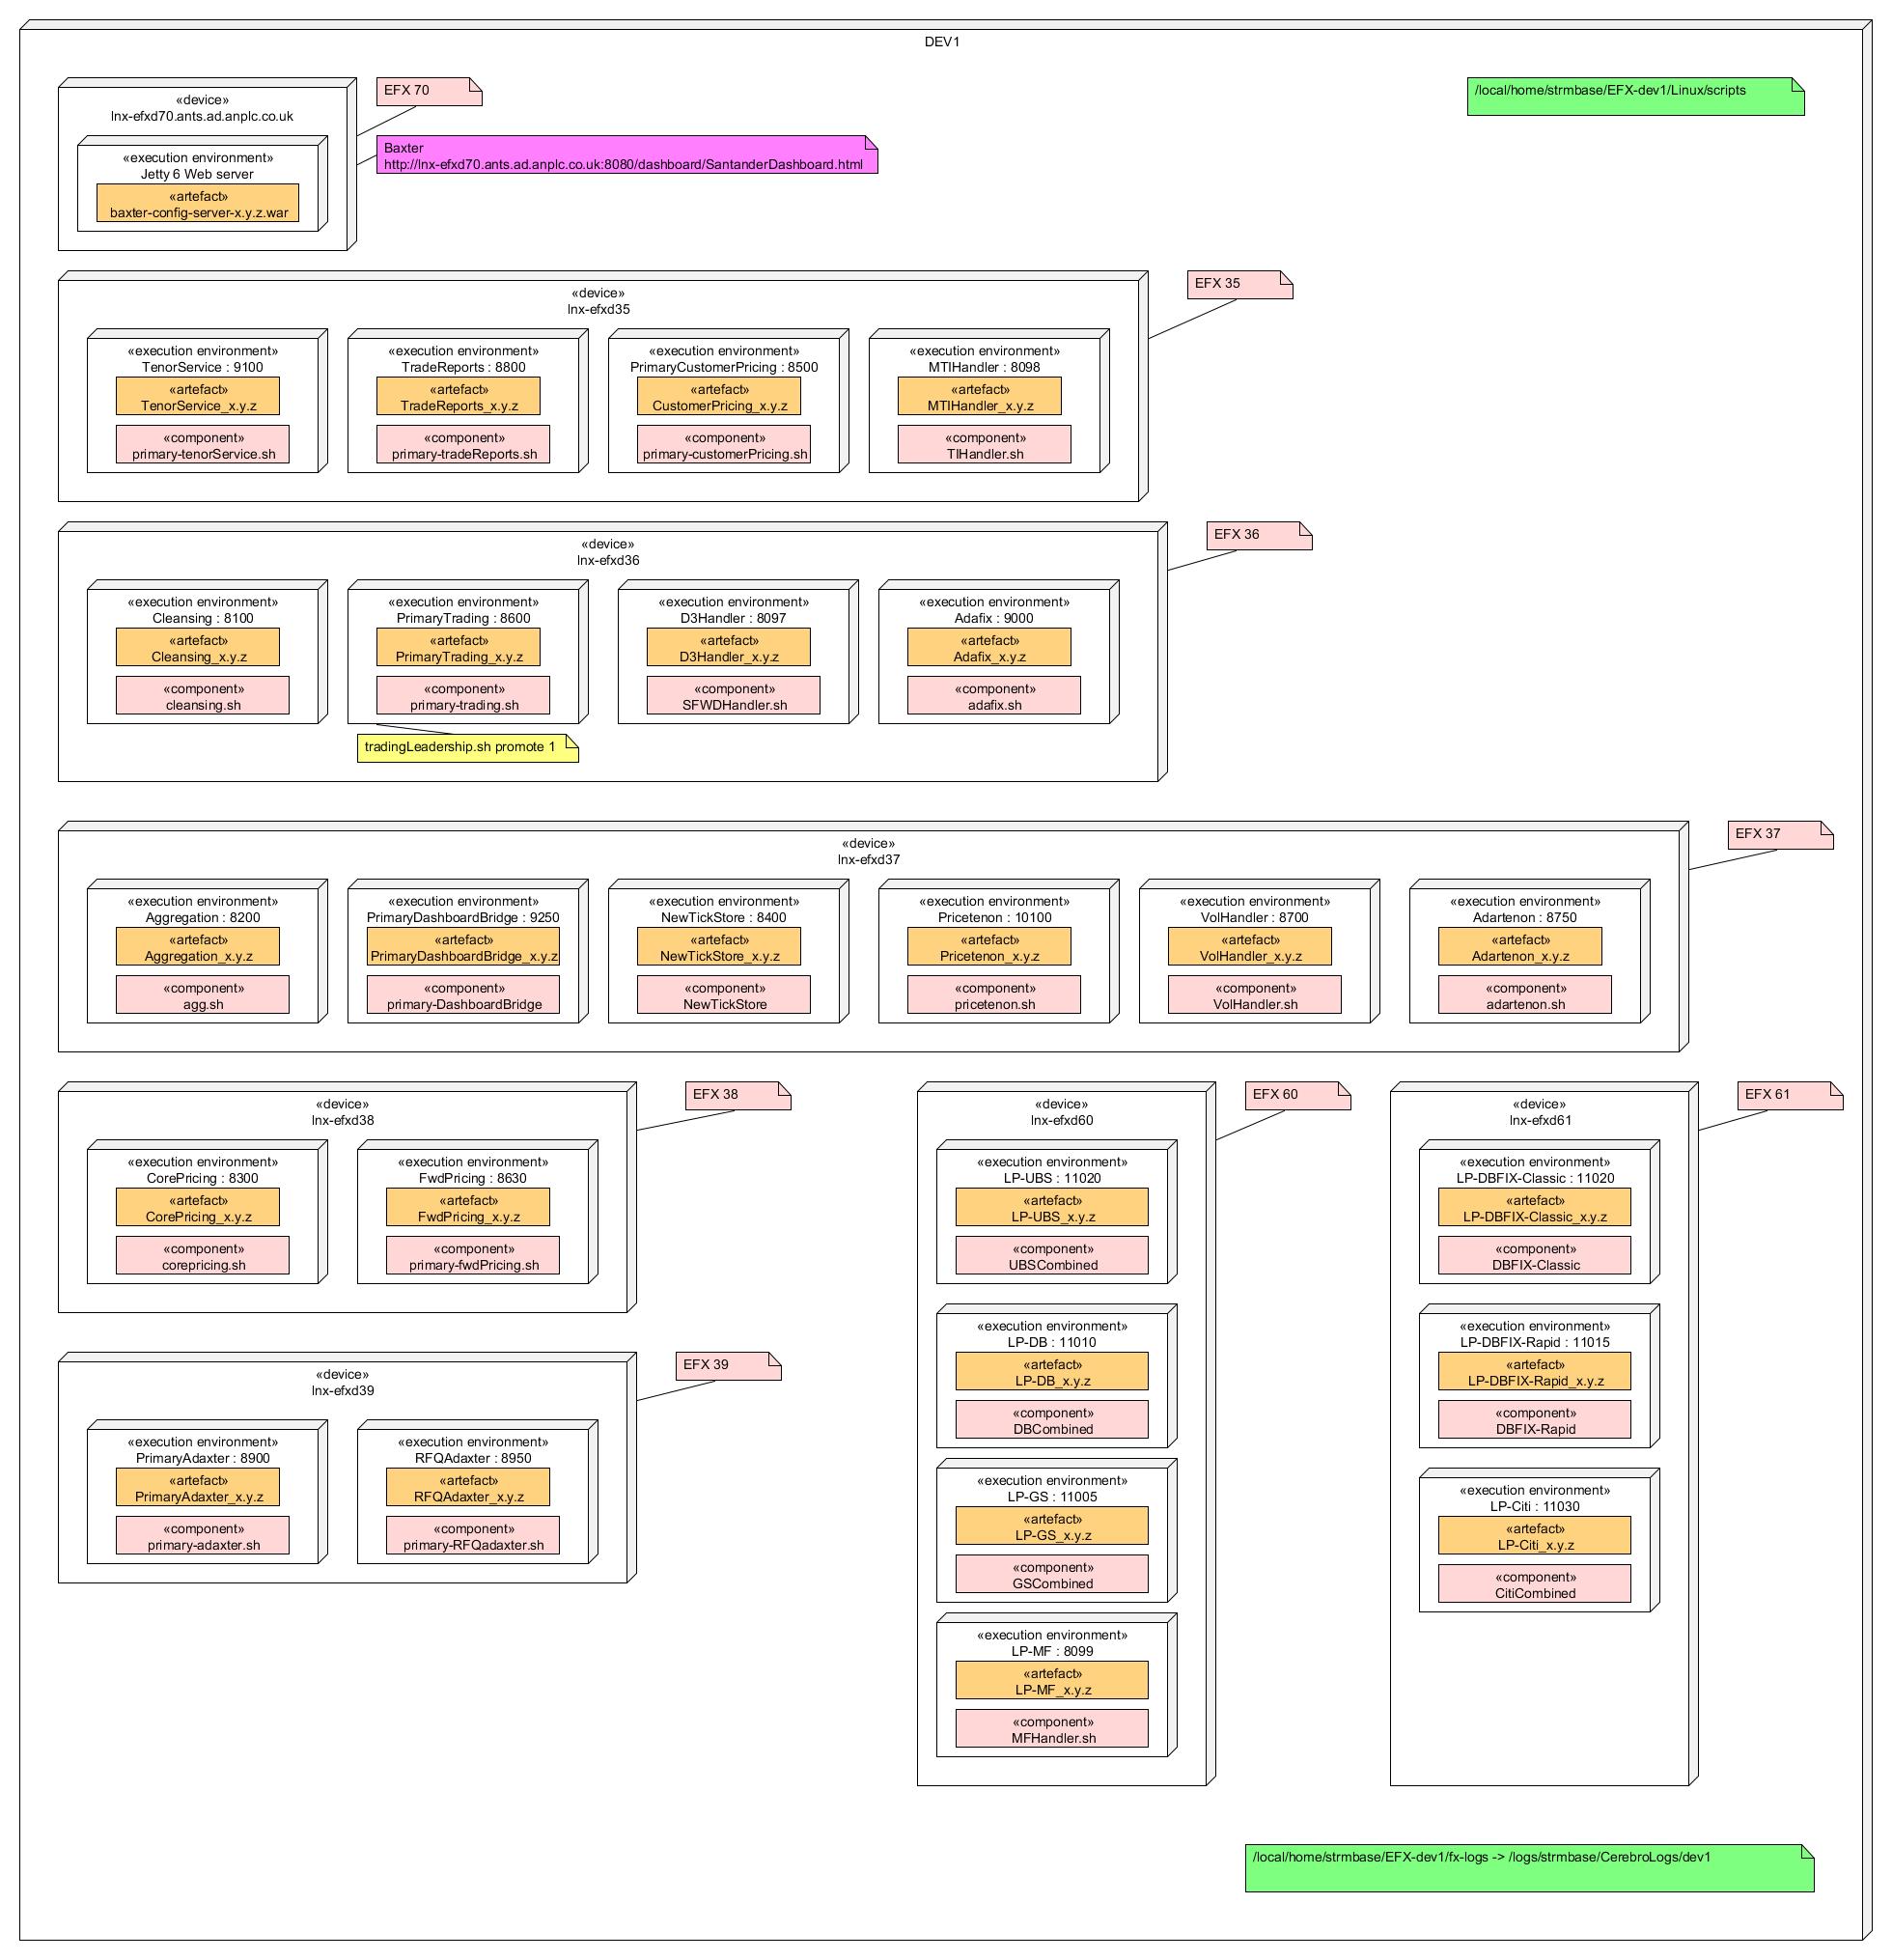 DEV1
«device»
lnx-efxd70.ants.ad.anplc.co.uk
«execution environment»
Jetty 6 Web server
«artefact»
baxter-config-server-x.y.z.war
EFX 70
Baxter
http://lnx-efxd70.ants.ad.anplc.co.uk:8080/dashboard/SantanderDashboard.html
/local/home/strmbase/EFX-dev1/Linux/scripts
«device»
lnx-efxd35
EFX 35
«execution environment»
TenorService : 9100
«artefact»
TenorService_x.y.z
«component»
primary-tenorService.sh
«execution environment»
TradeReports : 8800
«artefact»
TradeReports_x.y.z
«component»
primary-tradeReports.sh
«execution environment»
PrimaryCustomerPricing : 8500
«artefact»
CustomerPricing_x.y.z
«component»
primary-customerPricing.sh
«execution environment»
MTIHandler : 8098
«artefact»
MTIHandler_x.y.z
«component»
TIHandler.sh
«device»
lnx-efxd36
EFX 36
«execution environment»
Cleansing : 8100
«artefact»
Cleansing_x.y.z
«component»
cleansing.sh
«execution environment»
PrimaryTrading : 8600
«artefact»
PrimaryTrading_x.y.z
«component»
primary-trading.sh
tradingLeadership.sh promote 1
«execution environment»
D3Handler : 8097
«artefact»
D3Handler_x.y.z
«component»
SFWDHandler.sh
«execution environment»
Adafix : 9000
«artefact»
Adafix_x.y.z
«component»
adafix.sh
«device»
lnx-efxd37
EFX 37
«execution environment»
Aggregation : 8200
«artefact»
Aggregation_x.y.z
«component»
agg.sh
«execution environment»
PrimaryDashboardBridge : 9250
«artefact»
PrimaryDashboardBridge_x.y.z
«component»
primary-DashboardBridge
«execution environment»
NewTickStore : 8400
«artefact»
NewTickStore_x.y.z
«component»
NewTickStore
«execution environment»
Pricetenon : 10100
«artefact»
Pricetenon_x.y.z
«component»
pricetenon.sh
«execution environment»
VolHandler : 8700
«artefact»
VolHandler_x.y.z
«component»
VolHandler.sh
«execution environment»
Adartenon : 8750
«artefact»
Adartenon_x.y.z
«component»
adartenon.sh
«device»
lnx-efxd38
EFX 38
«execution environment»
CorePricing : 8300
«artefact»
CorePricing_x.y.z
«component»
corepricing.sh
«execution environment»
FwdPricing : 8630
«artefact»
FwdPricing_x.y.z
«component»
primary-fwdPricing.sh
«device»
lnx-efxd39
EFX 39
«execution environment»
PrimaryAdaxter : 8900
«artefact»
PrimaryAdaxter_x.y.z
«component»
primary-adaxter.sh
«execution environment»
RFQAdaxter : 8950
«artefact»
RFQAdaxter_x.y.z
«component»
primary-RFQadaxter.sh
«device»
lnx-efxd60
EFX 60
«execution environment»
LP-UBS : 11020
«artefact»
LP-UBS_x.y.z
«component»
UBSCombined
«execution environment»
LP-DB : 11010
«artefact»
LP-DB_x.y.z
«component»
DBCombined
«execution environment»
LP-GS : 11005
«artefact»
LP-GS_x.y.z
«component»
GSCombined
«execution environment»
LP-MF : 8099
«artefact»
LP-MF_x.y.z
«component»
MFHandler.sh
«device»
lnx-efxd61
EFX 61
«execution environment»
LP-DBFIX-Classic : 11020
«artefact»
LP-DBFIX-Classic_x.y.z
«component»
DBFIX-Classic
«execution environment»
LP-DBFIX-Rapid : 11015
«artefact»
LP-DBFIX-Rapid_x.y.z
«component»
DBFIX-Rapid
«execution environment»
LP-Citi : 11030
«artefact»
LP-Citi_x.y.z
«component»
CitiCombined
/local/home/strmbase/EFX-dev1/fx-logs -> /logs/strmbase/CerebroLogs/dev1